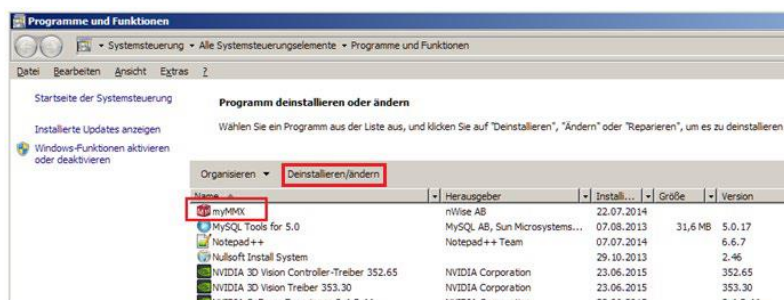 Programme und Funktionen
Systemsteuerung Alle Systemsteuerungselemente Programme und Funktionen
Datei Bearbeiten Ansicht Extras ?
Startseite der Systemsteuerung
Installierte Updates anzeigen
Windows-Funktionen aktivieren
oder deaktivieren
Programm deinstallieren oder ändern
Wählen Sie ein Programm aus der Liste aus, und klicken Sie auf "Deinstallieren", "Ändern" oder "Reparieren", um es zu deinstallieren
Organisieren Deinstallieren/ändern
Name Herausgeber Installi... Größe Version
myMMX nWise AB 22.07.2014
MySQL Tools for 5.0 MySQL AB, Sun Microsystems... 07.08.2013 31,6 MB 5.0.17
Notepad++ Notepad++ Team 07.07.2014 6.6.7
Nullsoft Install System 29.10.2013 2.46
NVIDIA 3D Vision Controller-Treiber 352.65 NVIDIA Corporation 23.06.2015 352.65
NVIDIA 3D Vision Treiber 353.30 NVIDIA Corporation 23.06.2015 353.30